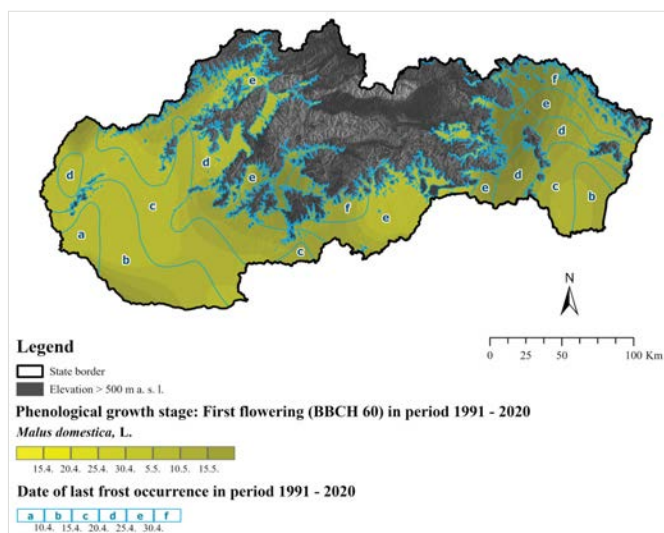 f
e
e
d
d
d
e
c
c
b
a
b
f
e
e
d
c
N
0 25 50 100 Km
Legend
State border
Elevation > 500 m a. s. l.
Phenological growth stage: First flowering (BBCH 60) in period 1991 - 2020
Malus domestica, L.
15.4. 20.4. 25.4. 30.4. 5.5. 10.5. 15.5.
Date of last frost occurrence in period 1991 - 2020
a b c d e f
10.4. 15.4. 20.4. 25.4. 30.4.